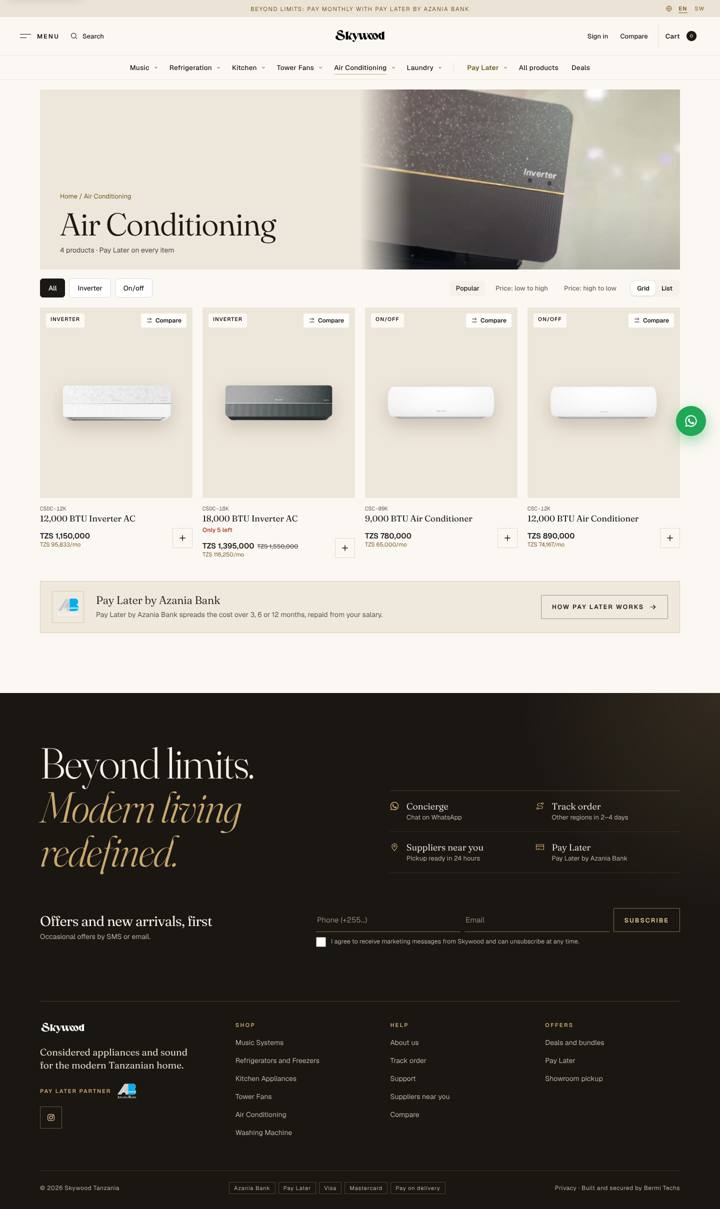 BEYOND LIMITS: PAY MONTHLY WITH PAY LATER BY AZANIA BANK
EN SW
MENU Search
Skywood
Sign in Compare Cart 0
Music Refrigeration Kitchen Tower Fans Air Conditioning Laundry Pay Later All products Deals
Inverter
Home / Air Conditioning
Air Conditioning
4 products · Pay Later on every item
All Inverter On/off
Popular Price: low to high Price: high to low Grid List
INVERTER Compare
INVERTER Compare
ON/OFF Compare
ON/OFF Compare
CSDC-12K
12,000 BTU Inverter AC
TZS 1,150,000
TZS 95,833/mo
+
CSDC-18K
18,000 BTU Inverter AC
Only 5 left
TZS 1,395,000 TZS 1,550,000
TZS 116,250/mo
+
CSC-09K
9,000 BTU Air Conditioner
TZS 780,000
TZS 65,000/mo
+
CSC-12K
12,000 BTU Air Conditioner
TZS 890,000
TZS 74,167/mo
+
Pay Later by Azania Bank
Pay Later by Azania Bank spreads the cost over 3, 6 or 12 months, repaid from your salary.
HOW PAY LATER WORKS →
Beyond limits.
Modern living
redefined.
Concierge
Chat on WhatsApp
Track order
Other regions in 2–4 days
Suppliers near you
Pickup ready in 24 hours
Pay Later
Pay Later by Azania Bank
Offers and new arrivals, first
Occasional offers by SMS or email.
Phone (+255...) Email SUBSCRIBE
I agree to receive marketing messages from Skywood and can unsubscribe at any time.
Skywood
Considered appliances and sound
for the modern Tanzanian home.
PAY LATER PARTNER
SHOP
Music Systems
Refrigerators and Freezers
Kitchen Appliances
Tower Fans
Air Conditioning
Washing Machine
HELP
About us
Track order
Support
Suppliers near you
Compare
OFFERS
Deals and bundles
Pay Later
Showroom pickup
© 2026 Skywood Tanzania
Azania Bank Pay Later Visa Mastercard Pay on delivery
Privacy · Built and secured by Bermi Techs